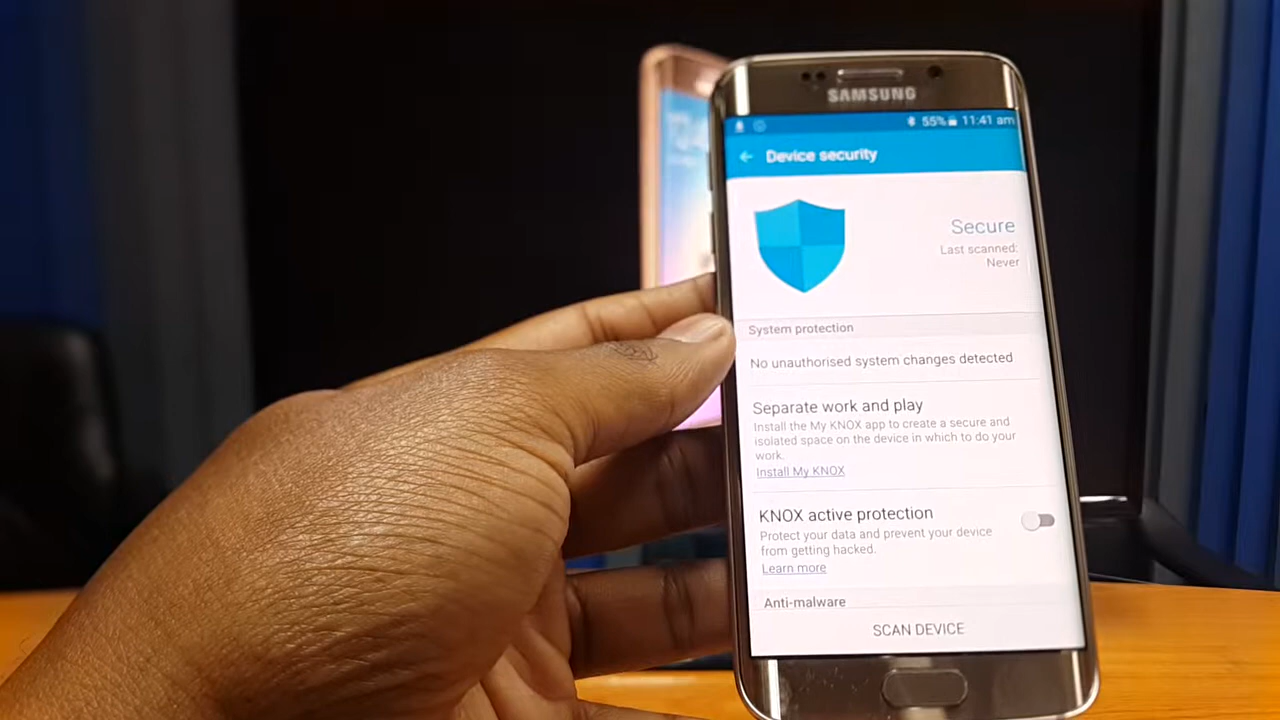 SAMSUNG
55% 11:41 am
Device security
Secure
Last scanned:
Never
System protection
No unauthorised system changes detected
Separate work and play
Install the My KNOX app to create a secure and
isolated space on the device in which to do your
work.
Install My KNOX
KNOX active protection
Protect your data and prevent your device
from getting hacked.
Learn more
Anti-malware
SCAN DEVICE